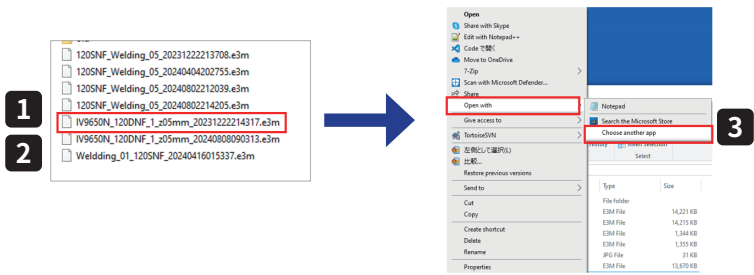 120SNF_Welding_05_20231222213708.e3m
120SNF_Welding_05_20240404202755.e3m
120SNF_Welding_05_20240802212039.e3m
120SNF_Welding_05_20240802214205.e3m
1
IV9650N_120DNF_1_z05mm_20231222214317.e3m
IV9650N_120DNF_1_z05mm_20240808090313.e3m
2
Weldding_01_120SNF_20240416015337.e3m
Open
Share with Skype
Edit with Notepad++
Code で開く
Move to OneDrive
7-Zip
Scan with Microsoft Defender...
Share
Open with
Give access to
TortoiseSVN
左側として選択(L)
比較...
Restore previous versions
Send to
Cut
Copy
Create shortcut
Delete
Rename
Properties
Notepad
Search the Microsoft Store
Choose another app
3
Select
Type Size
File folder
E3M File 14,221 KB
E3M File 14,215 KB
E3M File 1,344 KB
E3M File 1,355 KB
JPG File 31 KB
E3M File 13,670 KB